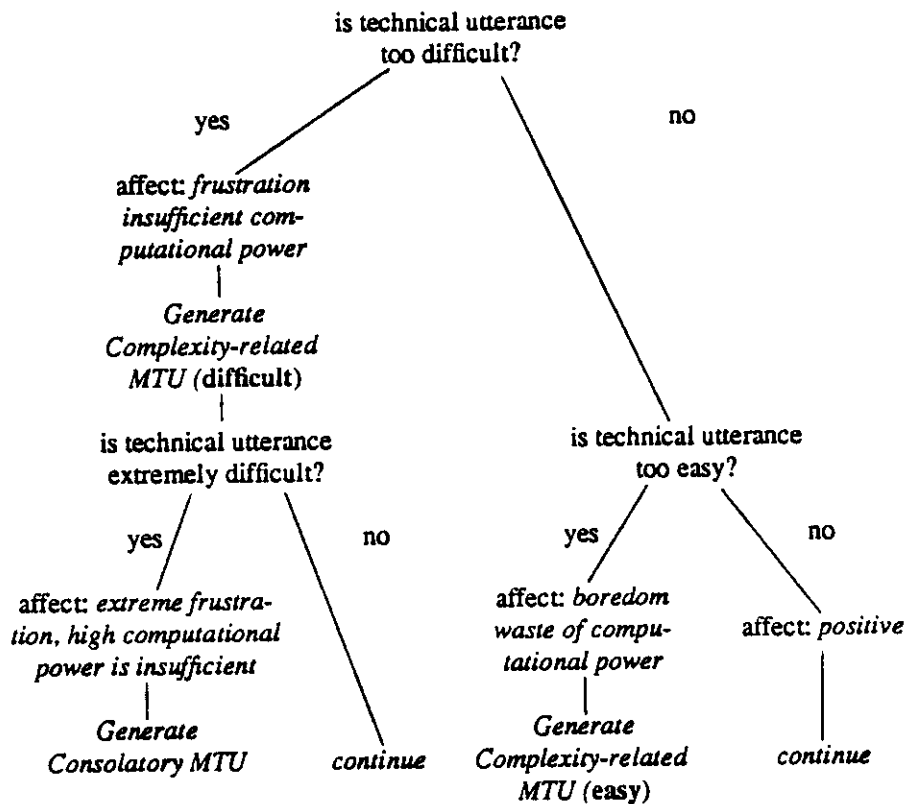 is technical utterance
too difficult?
yes
no
affect: frustration
insufficient com-
putational power
Generate
Complexity-related
MTU (difficult)
is technical utterance
extremely difficult?
is technical utterance
too easy?
yes
no
yes
no
affect: extreme frustra-
tion, high computational
power is insufficient
affect: boredom
waste of compu-
tational power
affect: positive
Generate
Consolatory MTU
continue
Generate
Complexity-related
MTU (easy)
continue